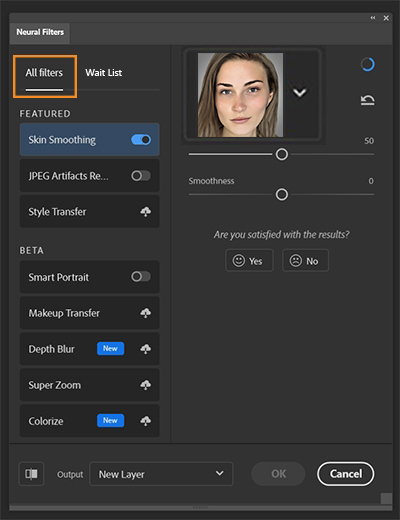 Neural Filters
All filters
Wait List
FEATURED
Skin Smoothing
JPEG Artifacts Re...
Style Transfer
BETA
Smart Portrait
Makeup Transfer
Depth Blur New
Super Zoom
Colorize New
50
Smoothness 0
Are you satisfied with the results?
Yes
No
Output New Layer
OK
Cancel